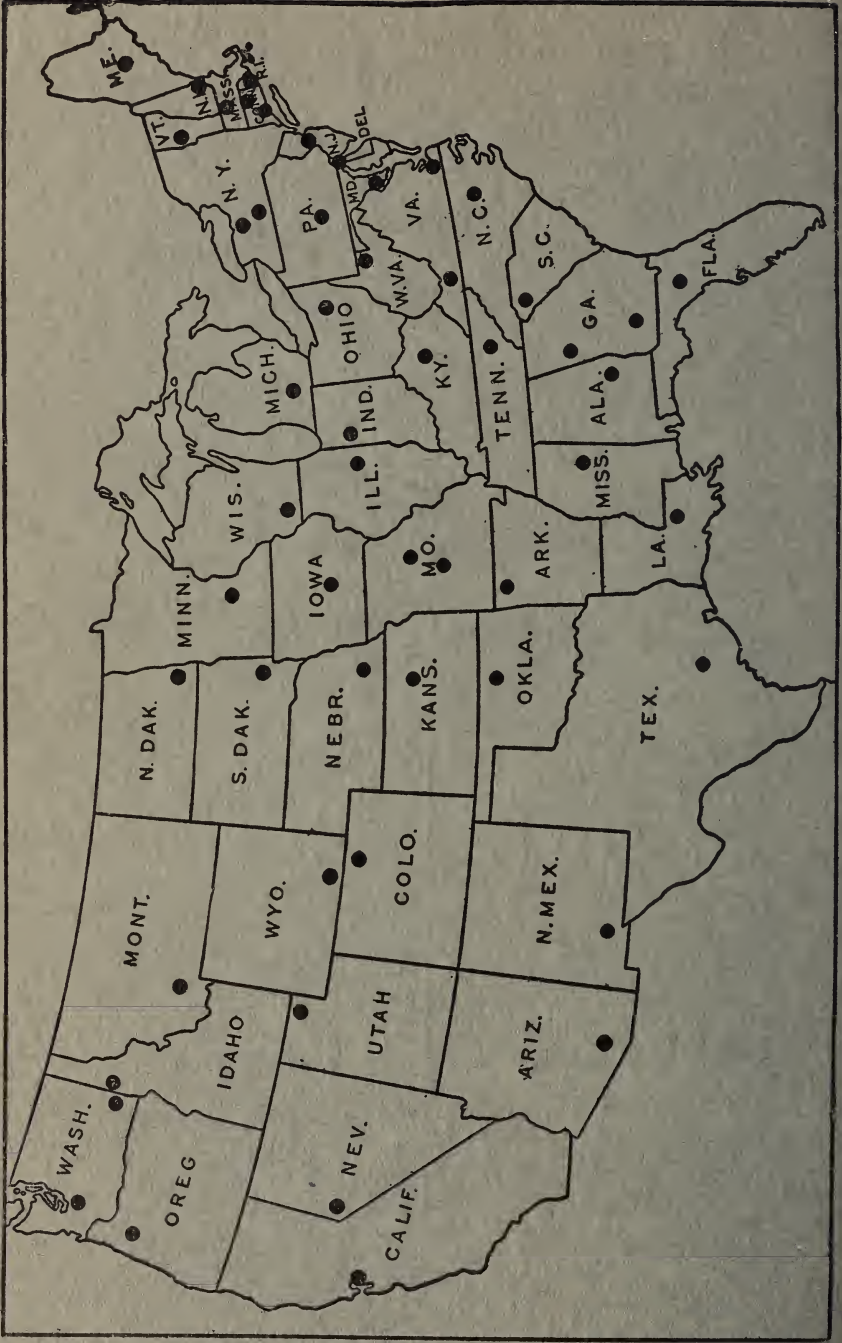 WASH.
OREG
CALIF.
NEV.
IDAHO
MONT.
WYO.
UTAH
ARIZ.
COLO.
N.MEX.
N. DAK.
S. DAK.
NEBR.
KANS.
OKLA.
TEX.
MINN.
IOWA
MO.
ARK.
LA.
WIS.
ILL.
MISS.
MICH.
IND.
OHIO
KY.
TENN.
ALA.
GA.
FLA.
S.C.
N.C.
VA.
W.VA.
MD.
DEL
PA.
N.J.
N.Y.
VT.
N.H.
ME.
MASS.
R.I.